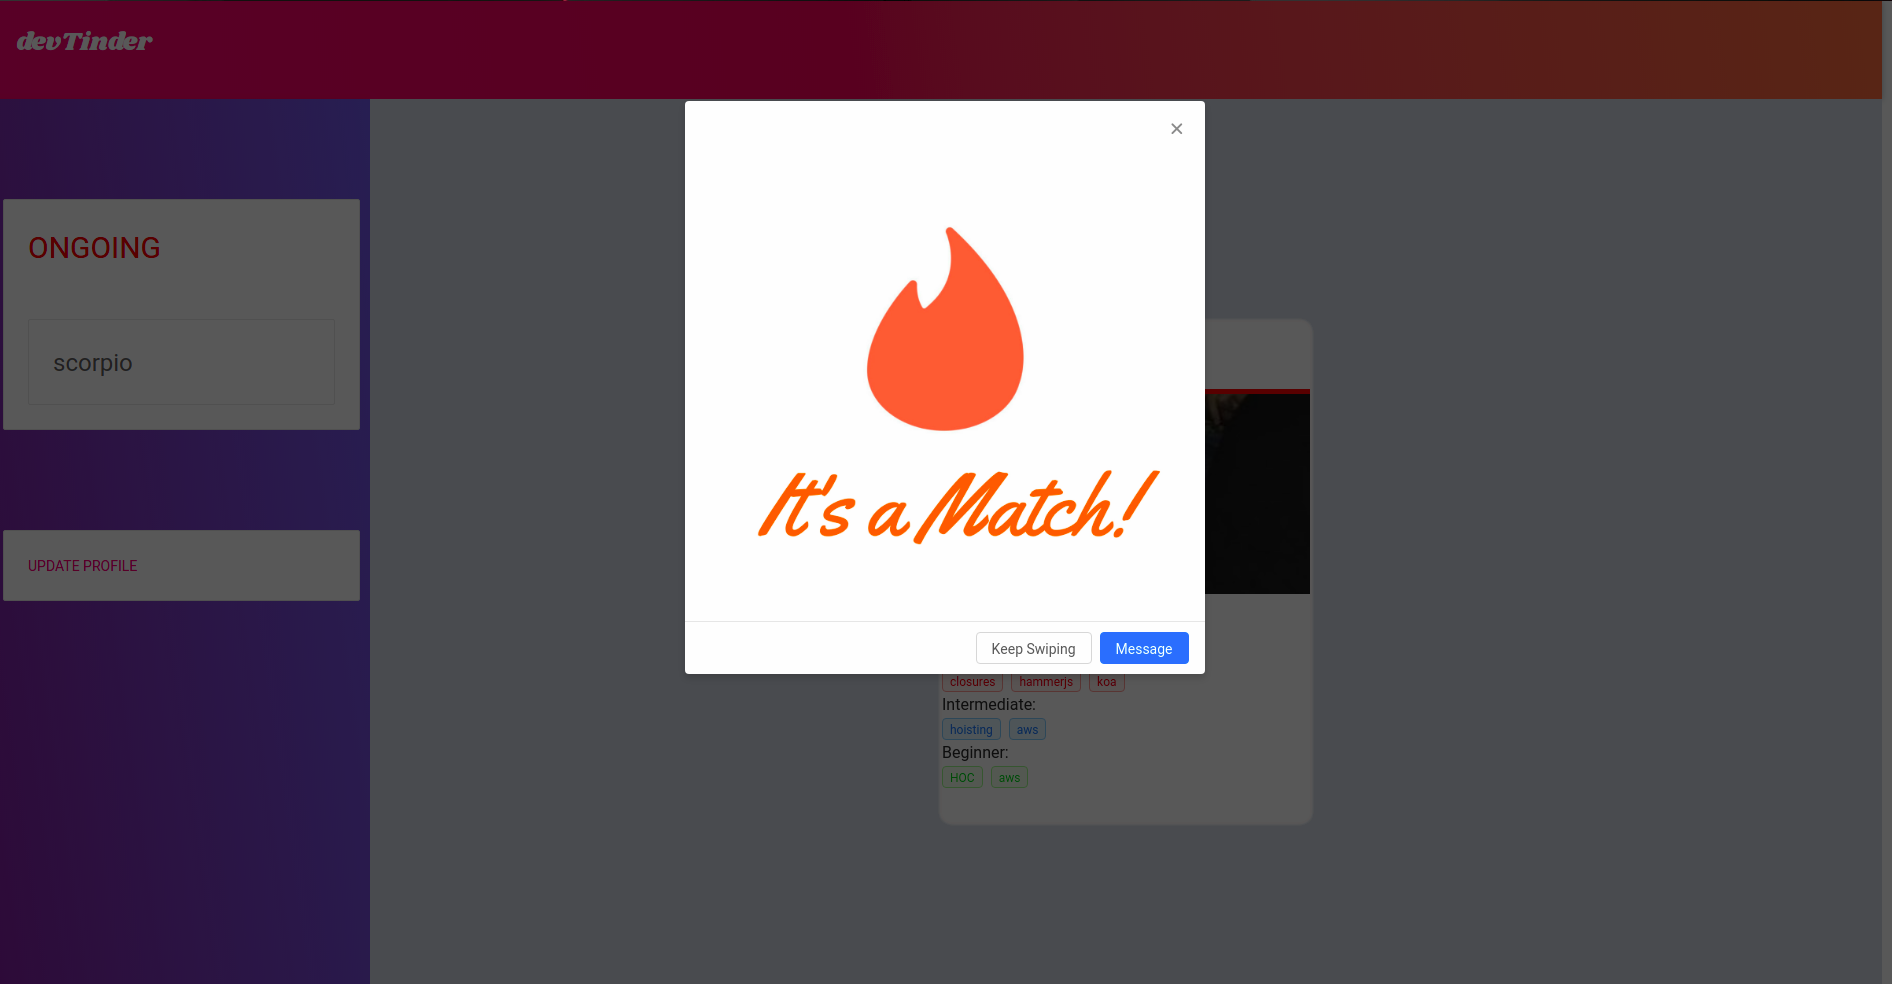 devTinder
ONGOING
scorpio
UPDATE PROFILE
It's a Match!
Keep Swiping Message
closures hammerjs koa
Intermediate:
hoisting aws
Beginner:
HOC aws